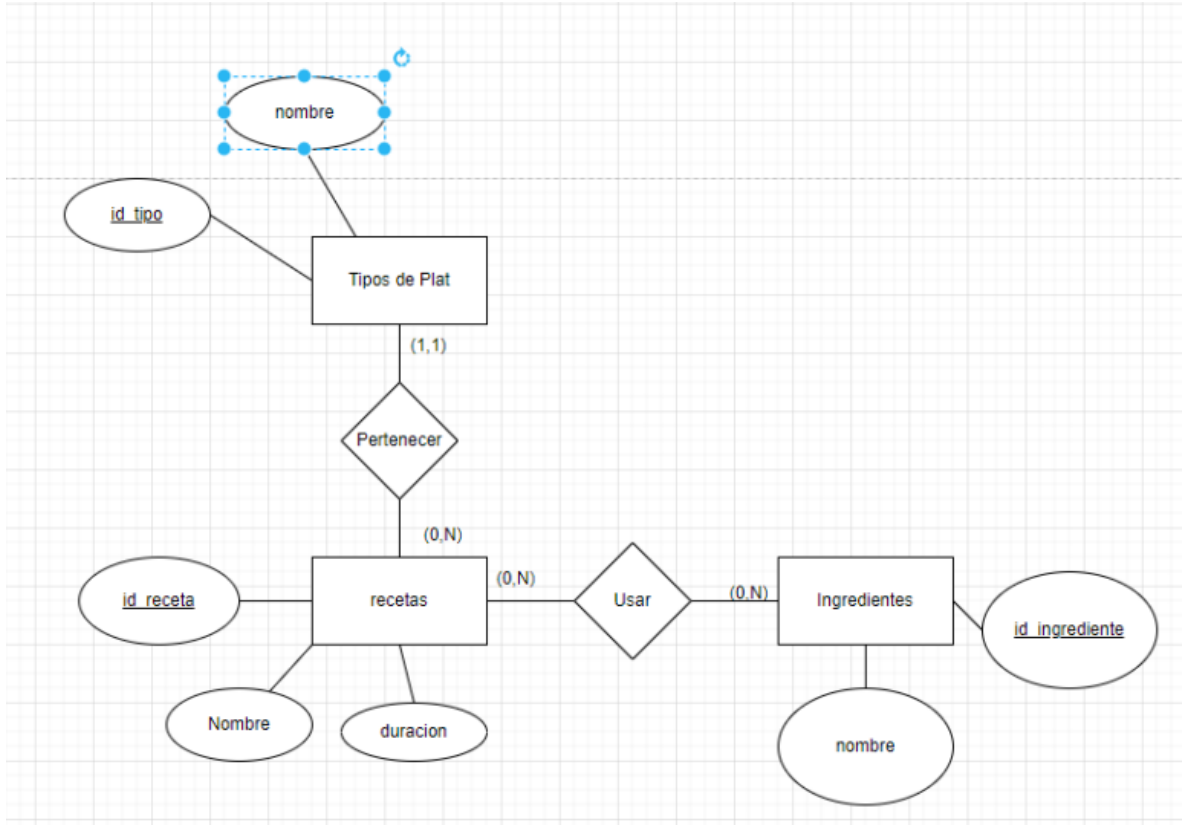 nombre
id_tipo
Tipos de Plat
(1,1)
Pertenecer
(0,N)
(0,N)
(0,N)
id_receta
recetas
Usar
Ingredientes
id_ingrediente
Nombre
duracion
nombre